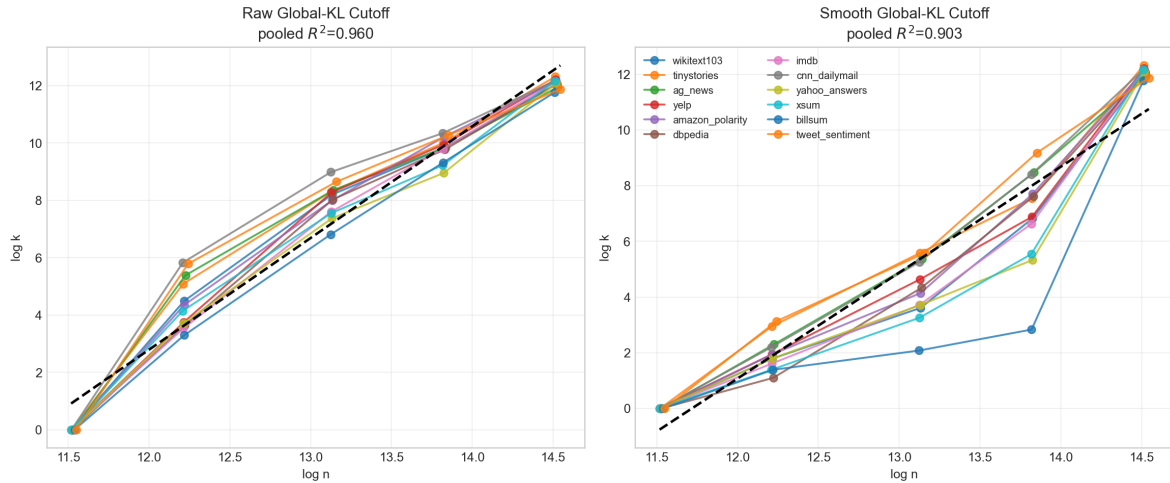 Raw Global-KL Cutoff
pooled R²=0.960
log k
12
10
8
6
4
2
0
11.5 12.0 12.5 13.0 13.5 14.0 14.5
log n
Smooth Global-KL Cutoff
pooled R²=0.903
wikitext103 imdb
tinystories cnn_dailymail
ag_news yahoo_answers
yelp xsum
amazon_polarity billsum
dbpedia tweet_sentiment
log k
12
10
8
6
4
2
0
11.5 12.0 12.5 13.0 13.5 14.0 14.5
log n